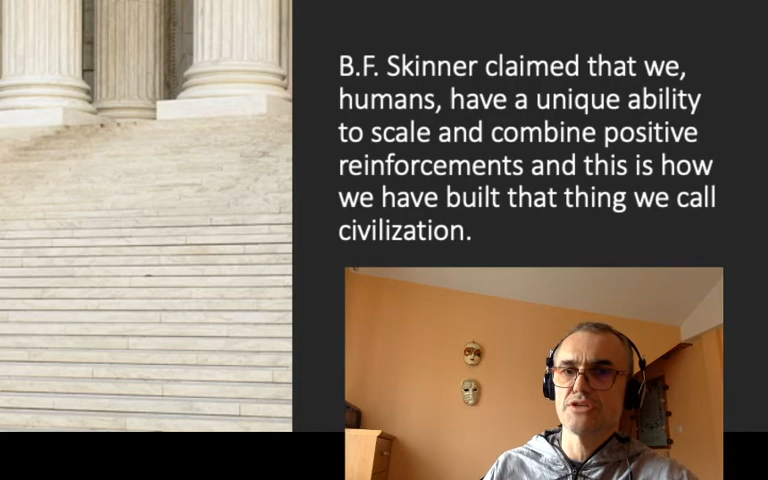 B.F. Skinner claimed that we,
humans, have a unique ability
to scale and combine positive
reinforcements and this is how
we have built that thing we call
civilization.